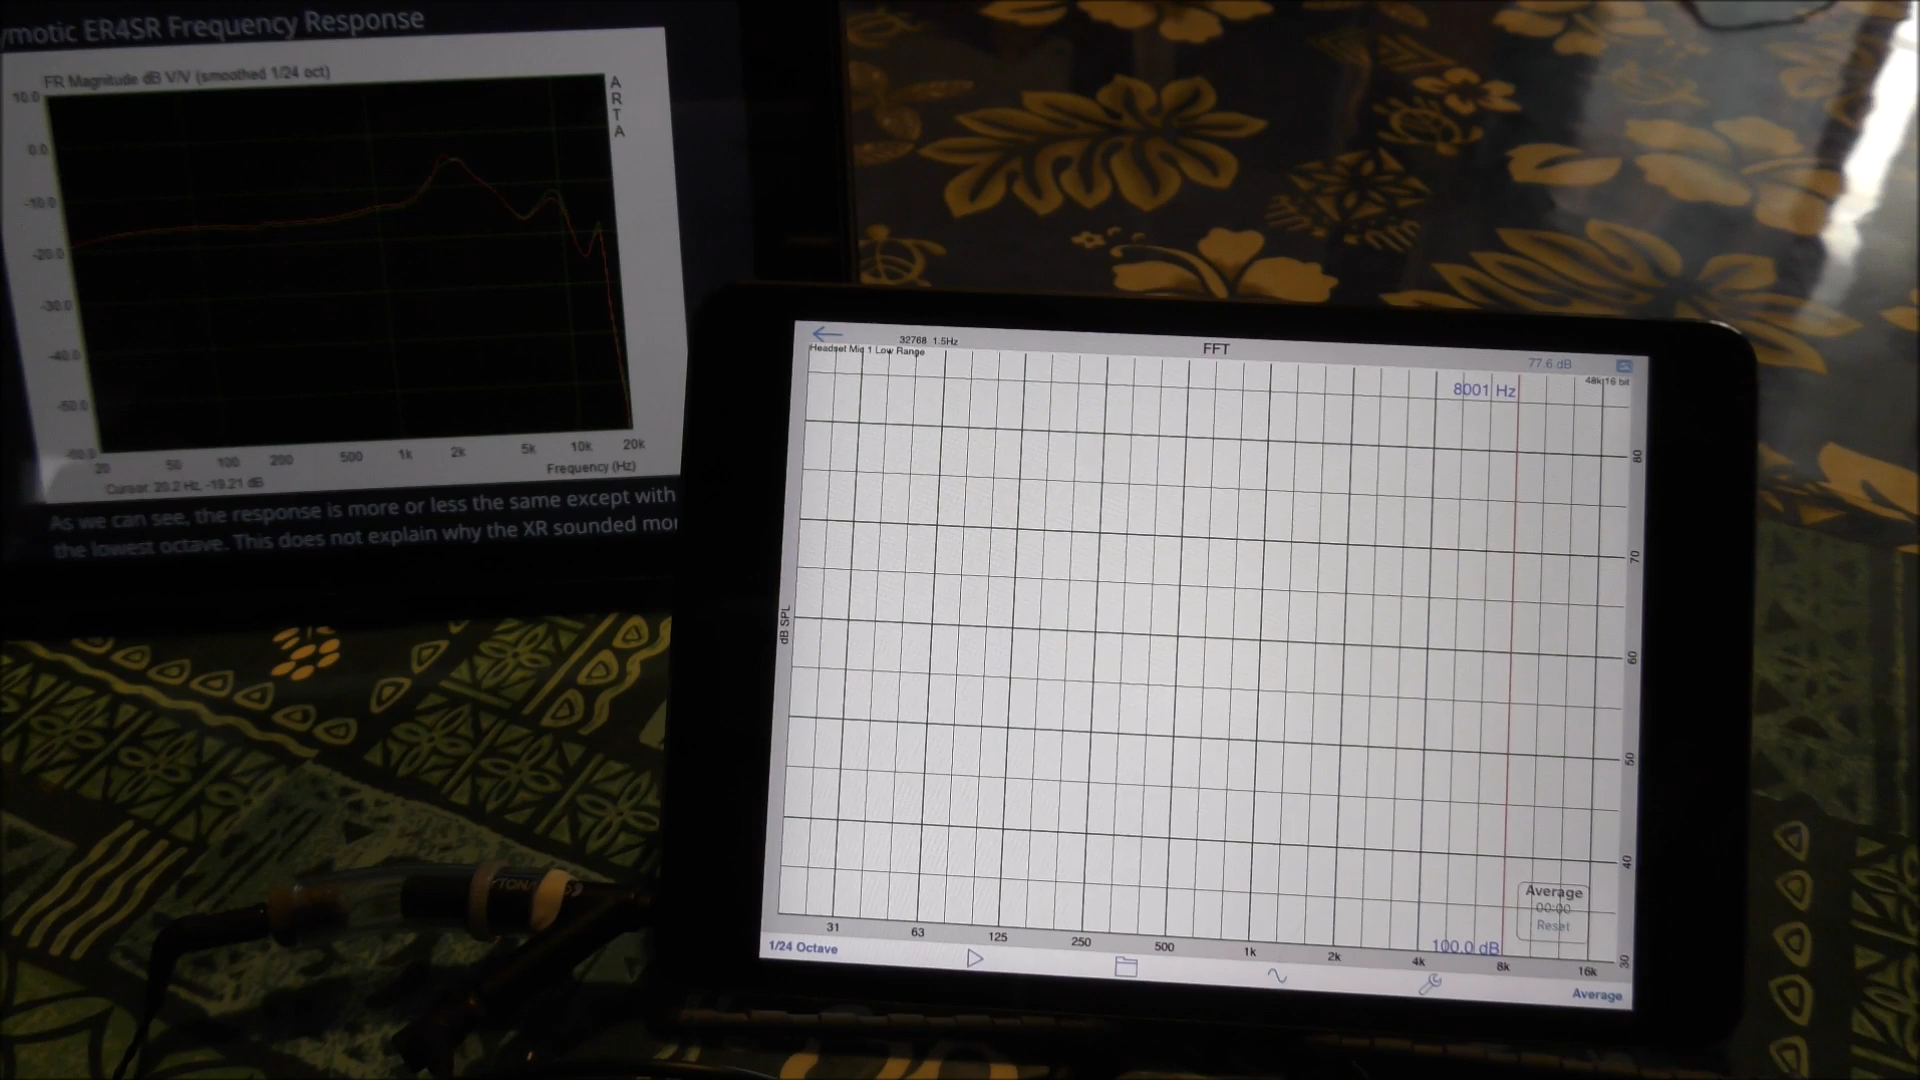 ymotic ER4SR Frequency Response
FR Magnitude dB V/V (smoothed 1/24 oct)
A
R
T
A
10.0
0.0
-10.0
-20.0
-30.0
-40.0
-50.0
-60.0
20 50 100 200 500 1k 2k 5k 10k 20k
Cursor: 20.2 Hz, -19.21 dB
Frequency (Hz)
As we can see, the response is more or less the same except with
the lowest octave. This does not explain why the XR sounded mor
32768 1.5Hz
FFT
77.6 dB
Headset Mic 1 Low Range
48k|16 bit
8001 Hz
80
70
60
50
40
30
dB SPL
Average
00:00
Reset
100.0 dB
31 63 125 250 500 1k 2k 4k 8k 16k
1/24 Octave
Average